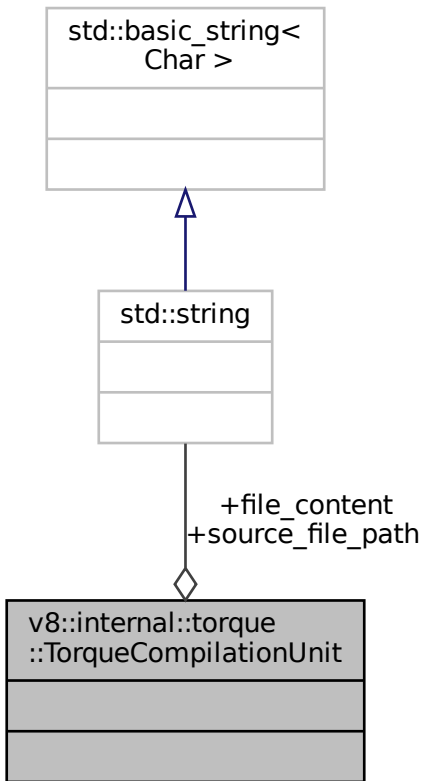 std::basic_string<
Char >
std::string
+file_content
+source_file_path
v8::internal::torque
::TorqueCompilationUnit